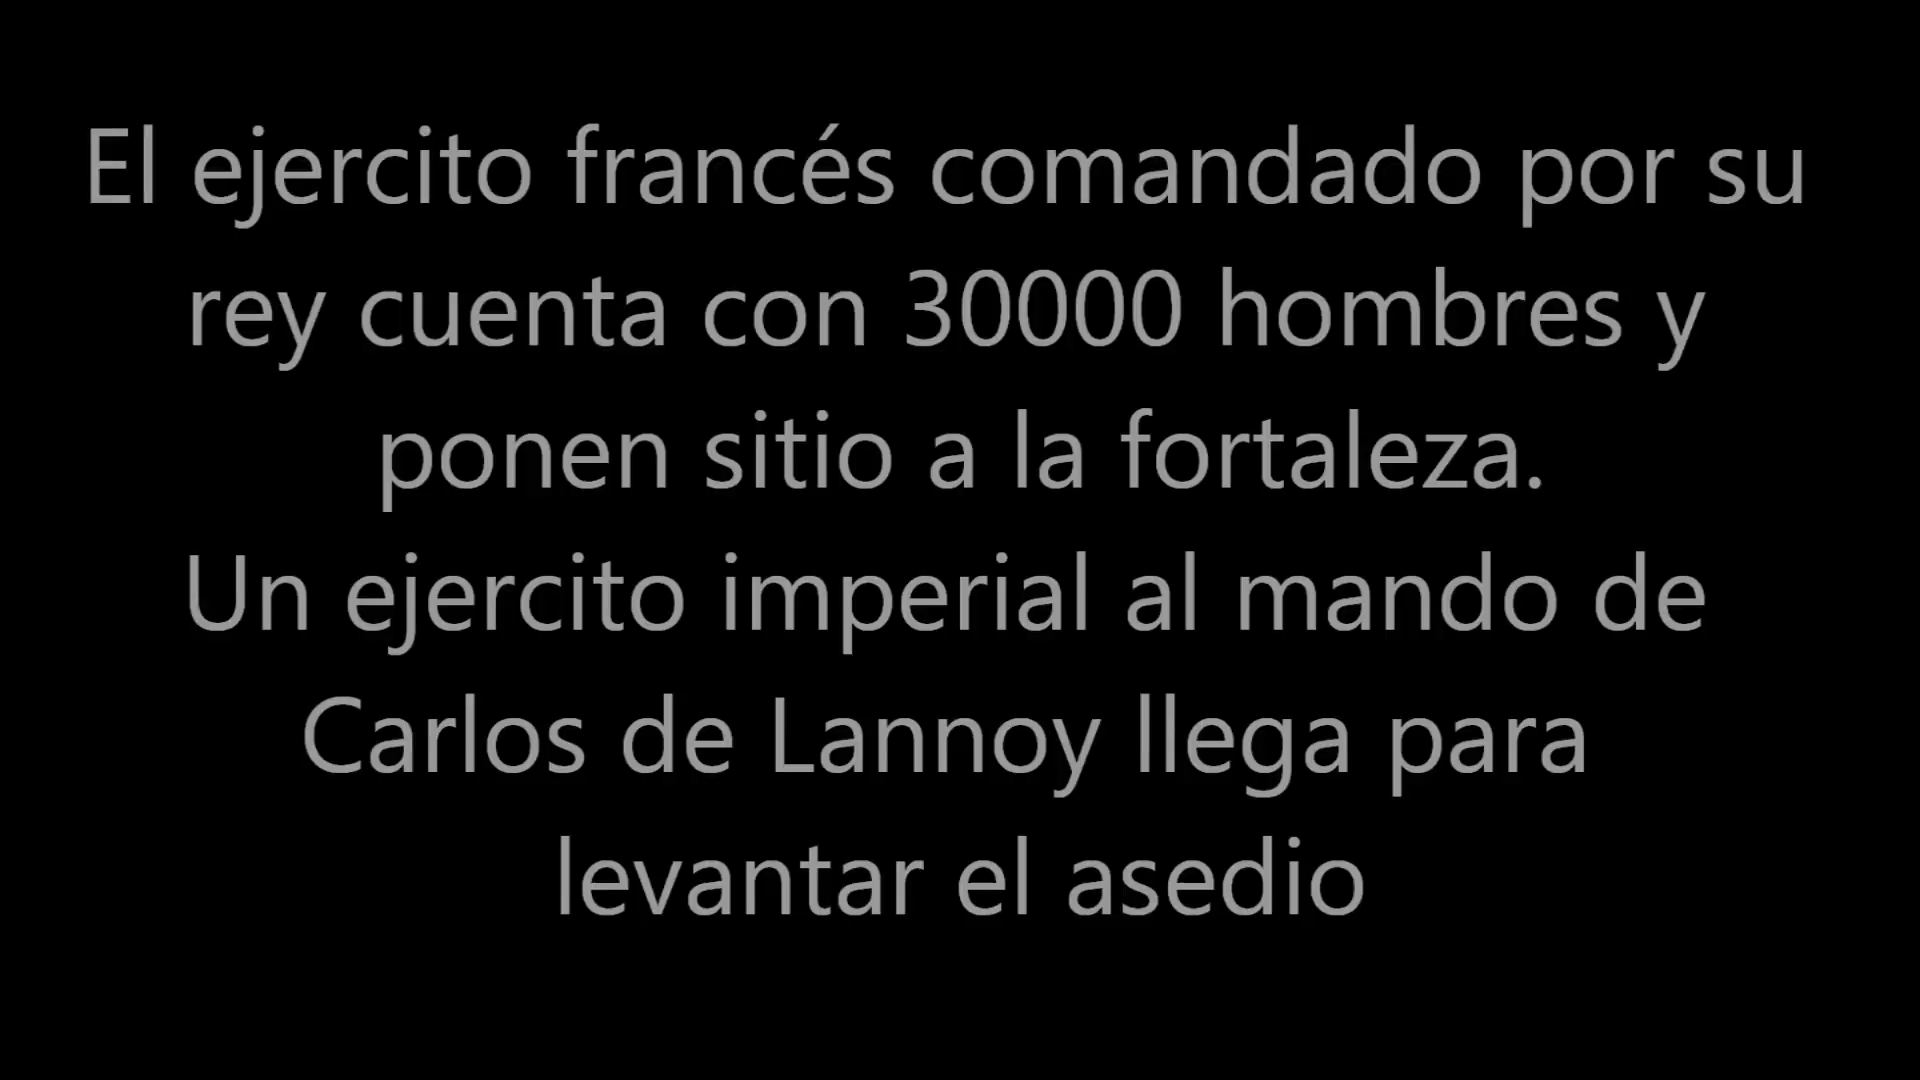 El ejercito francés comandado por su
rey cuenta con 30000 hombres y
ponen sitio a la fortaleza.
Un ejercito imperial al mando de
Carlos de Lannoy llega para
levantar el asedio